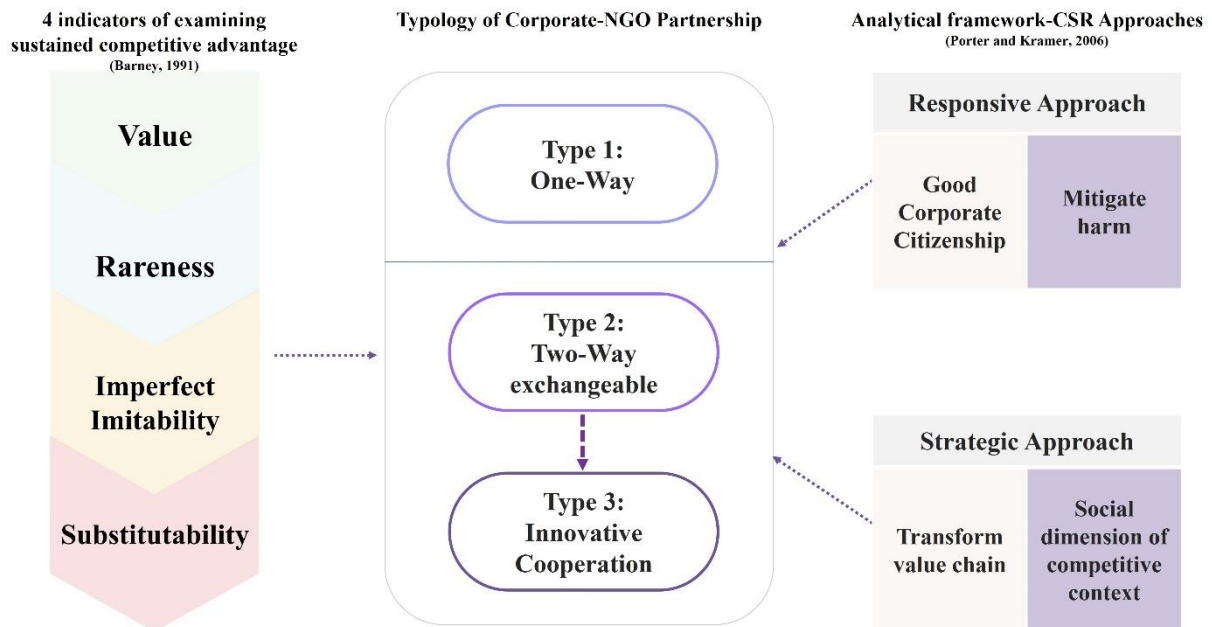 4 indicators of examining
sustained competitive advantage
(Barney, 1991)
Value
Rareness
Imperfect
Imitability
Substitutability
Typology of Corporate-NGO Partnership
Type 1:
One-Way
Type 2:
Two-Way
exchangeable
Type 3:
Innovative
Cooperation
Analytical framework-CSR Approaches
(Porter and Kramer, 2006)
Responsive Approach
Good
Corporate
Citizenship
Mitigate
harm
Strategic Approach
Transform
value chain
Social
dimension of
competitive
context